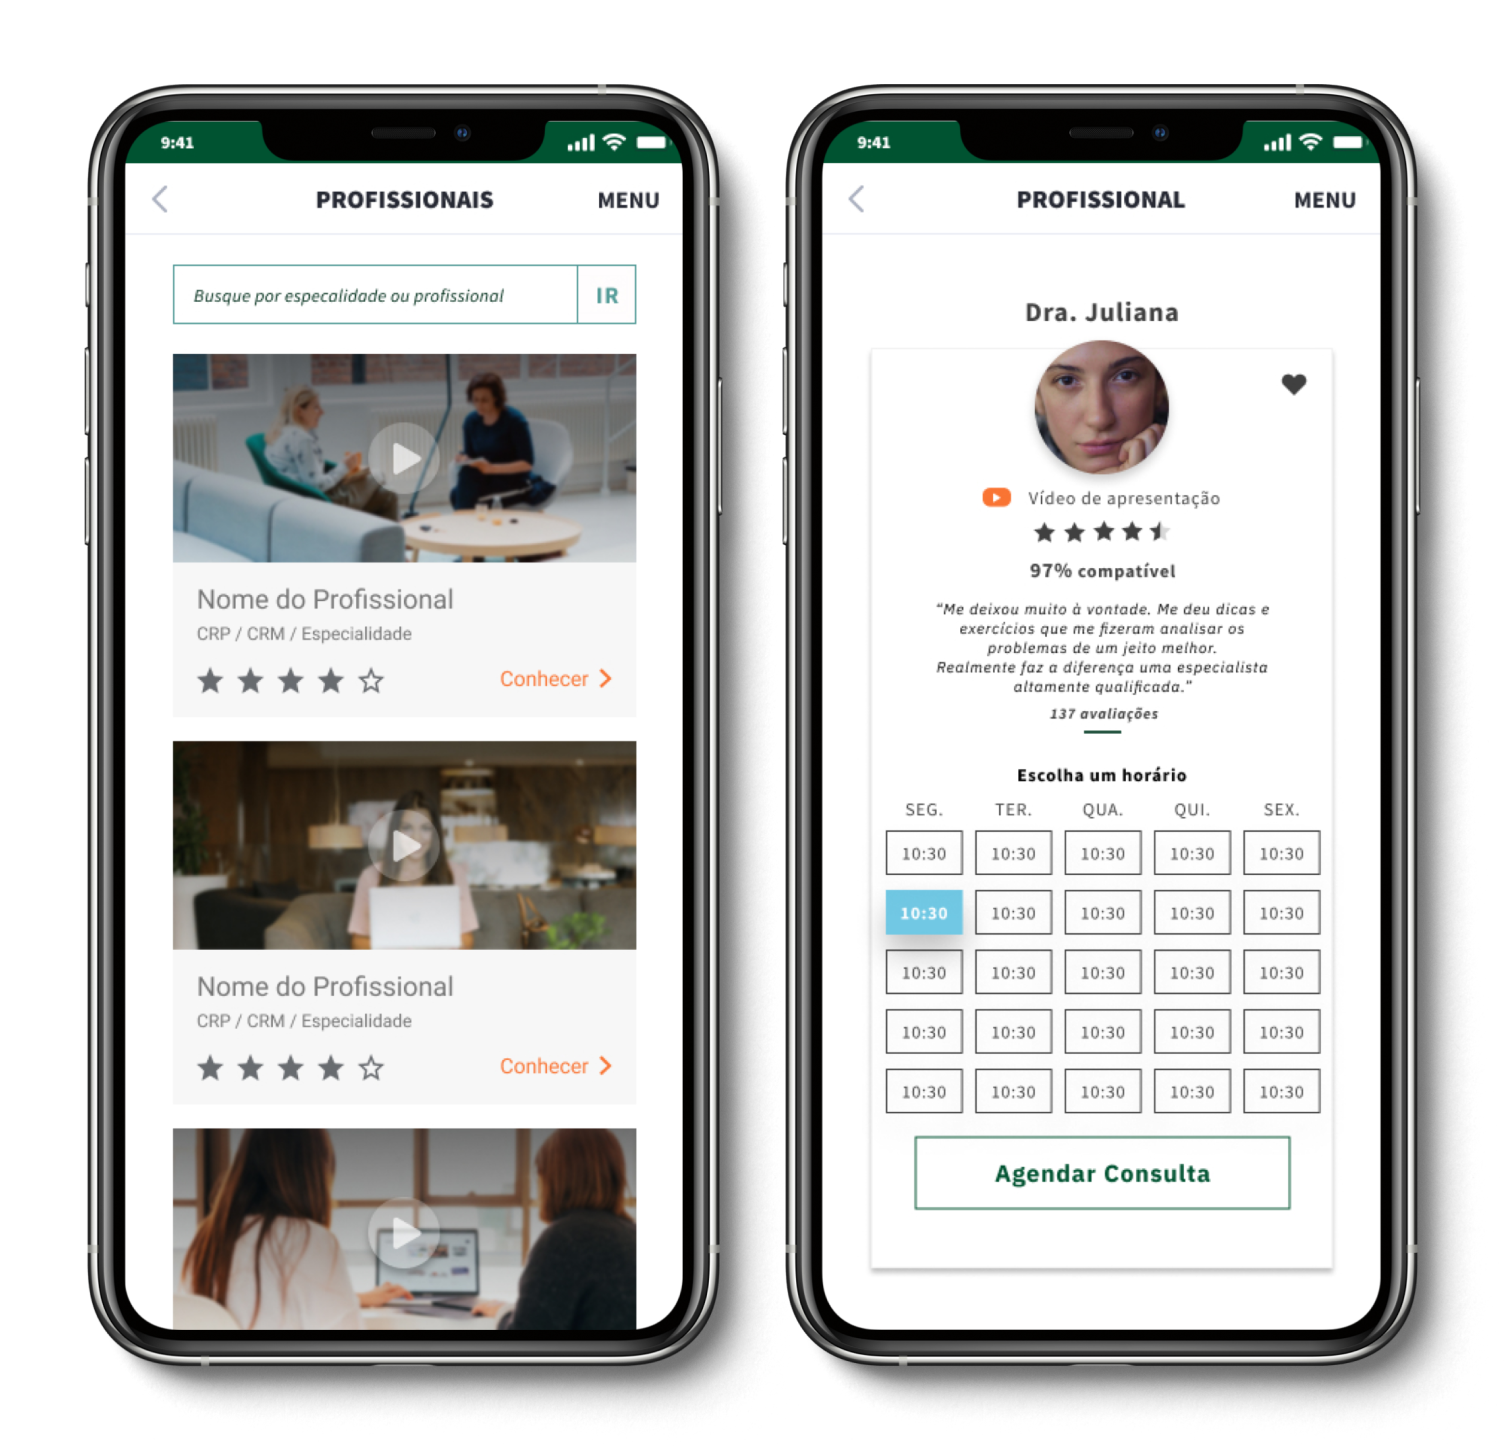 9:41
PROFISSIONAIS
MENU
Busque por especalidade ou profissional
IR
Nome do Profissional
CRP / CRM / Especialidade
Conhecer
Nome do Profissional
CRP / CRM / Especialidade
Conhecer
9:41
PROFISSIONAL
MENU
Dra. Juliana
Vídeo de apresentação
97% compatível
“Me deixou muito à vontade. Me deu dicas e
exercícios que me fizeram analisar os
problemas de um jeito melhor.
Realmente faz a diferença uma especialista
altamente qualificada.”
137 avaliações
Escolha um horário
SEG. TER. QUA. QUI. SEX.
10:30 10:30 10:30 10:30 10:30
10:30 10:30 10:30 10:30 10:30
10:30 10:30 10:30 10:30 10:30
10:30 10:30 10:30 10:30 10:30
10:30 10:30 10:30 10:30 10:30
Agendar Consulta